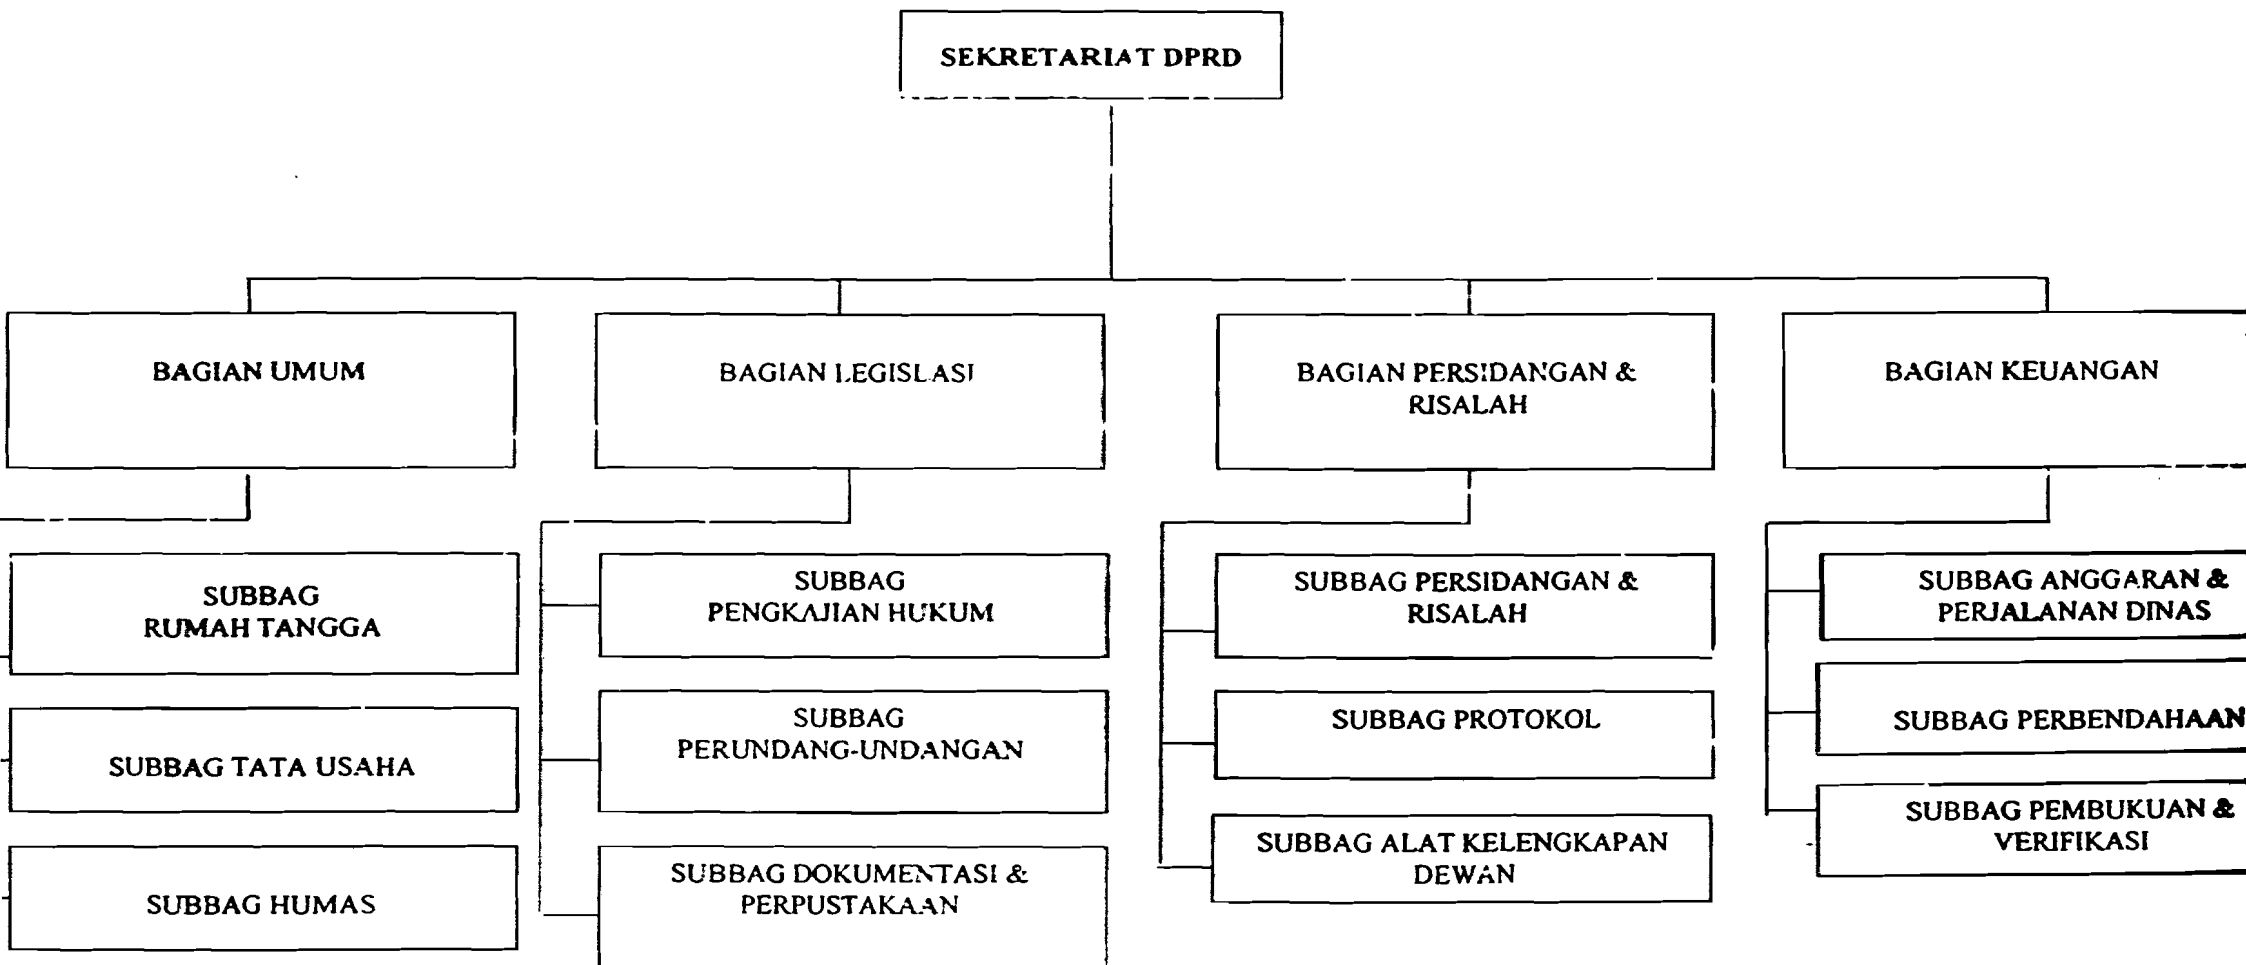 SEKRETARIAT DPRD
BAGIAN UMUM
BAGIAN LEGISLASI
BAGIAN PERSIDANGAN &
RISALAH
BAGIAN KEUANGAN
SUBBAG
RUMAH TANGGA
SUBBAG TATA USAHA
SUBBAG HUMAS
SUBBAG
PENGKAJIAN HUKUM
SUBBAG
PERUNDANG-UNDANGAN
SUBBAG DOKUMENTASI &
PERPUSTAKAAN
SUBBAG PERSIDANGAN &
RISALAH
SUBBAG PROTOKOL
SUBBAG ALAT KELENGKAPAN
DEWAN
SUBBAG ANGGARAN &
PERJALANAN DINAS
SUBBAG PERBENDAHAAN
SUBBAG PEMBUKUAN &
VERIFIKASI